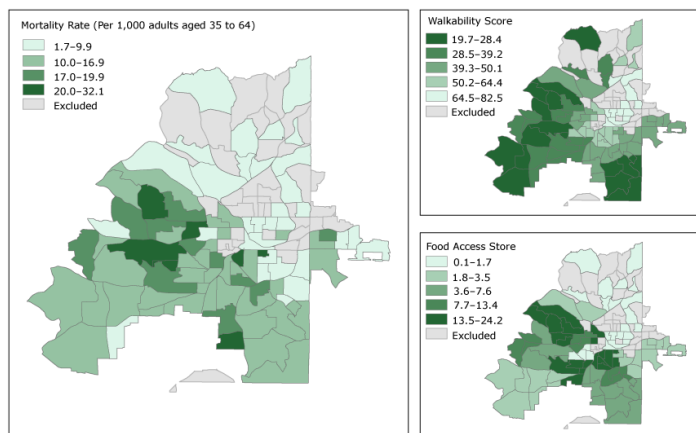 Mortality Rate (Per 1,000 adults aged 35 to 64)
1.7–9.9
10.0–16.9
17.0–19.9
20.0–32.1
Excluded
Walkability Score
19.7–28.4
28.5–39.2
39.3–50.1
50.2–64.4
64.5–82.5
Excluded
Food Access Store
0.1–1.7
1.8–3.5
3.6–7.6
7.7–13.4
13.5–24.2
Excluded